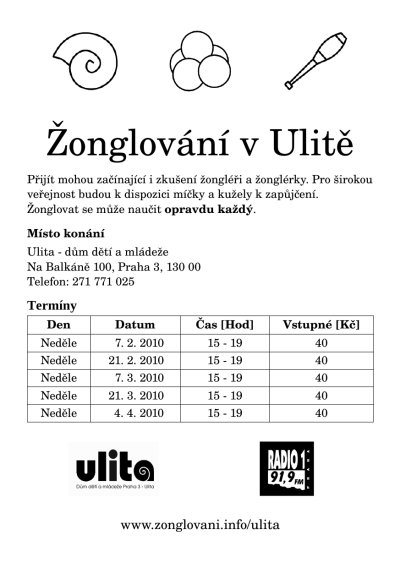 Žonglování v Ulitě
Přijít mohou začínající i zkušení žongléři a žonglérky. Pro širokou
veřejnost budou k dispozici míčky a kužely k zapůjčení.
Žonglovat se může naučit opravdu každý.
Místo konání
Ulita - dům dětí a mládeže
Na Balkáně 100, Praha 3, 130 00
Telefon: 271 771 025
Termíny
Den Datum Čas [Hod] Vstupné [Kč]
Neděle 7. 2. 2010 15 - 19 40
Neděle 21. 2. 2010 15 - 19 40
Neděle 7. 3. 2010 15 - 19 40
Neděle 21. 3. 2010 15 - 19 40
Neděle 4. 4. 2010 15 - 19 40
ulita
Dům dětí a mládeže Praha 3 - Ulita
RADIO 1
91,9 FM
www.zonglovani.info/ulita